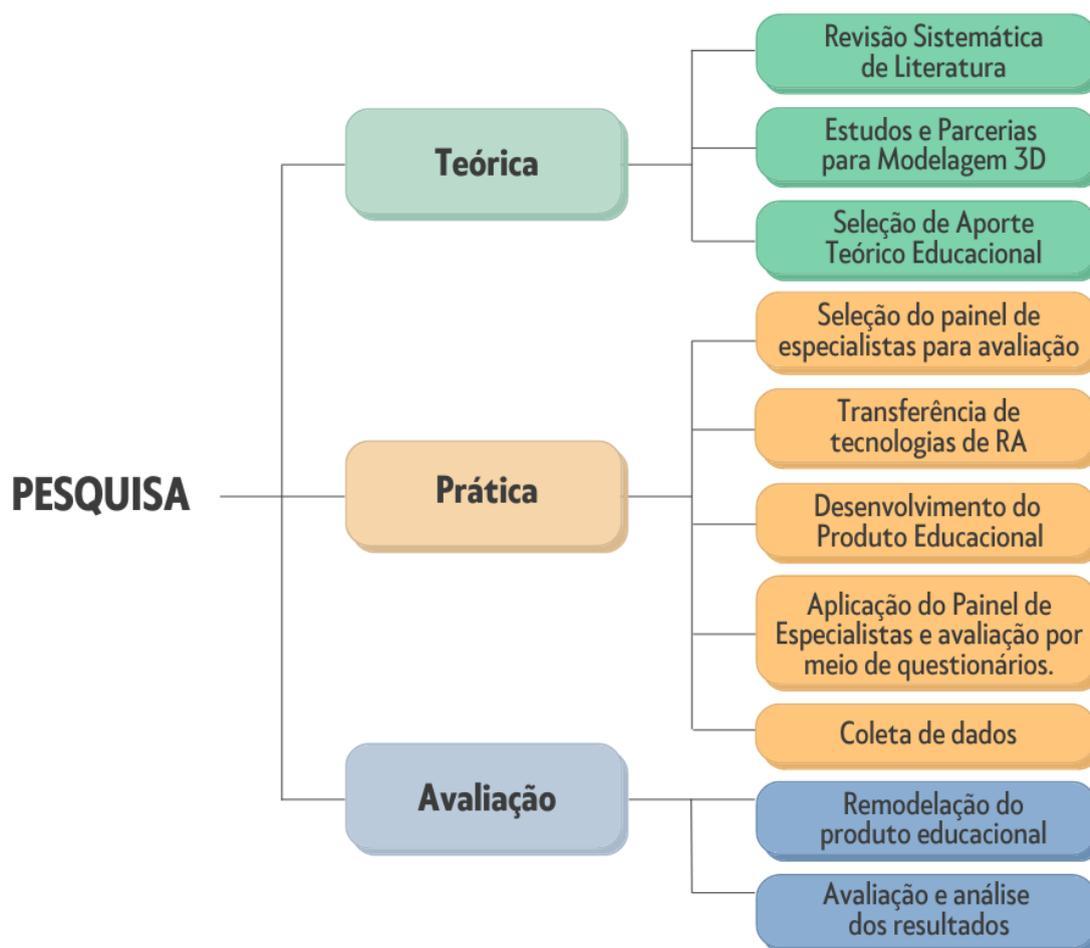 PESQUISA
Teórica
Revisão Sistemática
de Literatura
Estudos e Parcerias
para Modelagem 3D
Seleção de Aporte
Teórico Educacional
Prática
Seleção do painel de
especialistas para avaliação
Transferência de
tecnologias de RA
Desenvolvimento do
Produto Educacional
Aplicação do Painel de
Especialistas e avaliação por
meio de questionários.
Coleta de dados
Avaliação
Remodelação do
produto educacional
Avaliação e análise
dos resultados